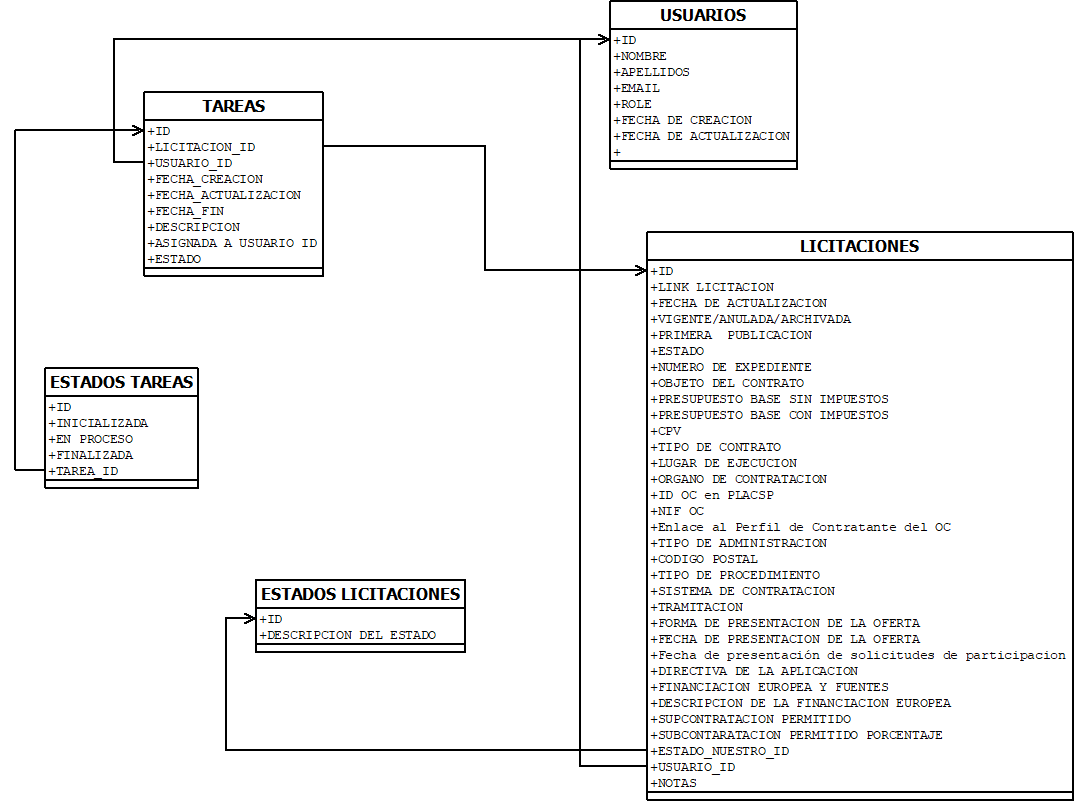 USUARIOS
+ID
+NOMBRE
+APELLIDOS
+EMAIL
+ROLE
+FECHA DE CREACION
+FECHA DE ACTUALIZACION
+
TAREAS
+ID
+LICITACION_ID
+USUARIO_ID
+FECHA_CREACION
+FECHA_ACTUALIZACION
+FECHA_FIN
+DESCRIPCION
+ASIGNADA A USUARIO ID
+ESTADO
LICITACIONES
+ID
+LINK LICITACION
+FECHA DE ACTUALIZACION
+VIGENTE/ANULADA/ARCHIVADA
+PRIMERA  PUBLICACION
+ESTADO
+NUMERO DE EXPEDIENTE
+OBJETO DEL CONTRATO
+PRESUPUESTO BASE SIN IMPUESTOS
+PRESUPUESTO BASE CON IMPUESTOS
+CPV
+TIPO DE CONTRATO
+LUGAR DE EJECUCION
+ORGANO DE CONTRATACION
+ID OC en PLACSP
+NIF OC
+Enlace al Perfil de Contratante del OC
+TIPO DE ADMINISTRACION
+CODIGO POSTAL
+TIPO DE PROCEDIMIENTO
+SISTEMA DE CONTRATACION
+TRAMITACION
+FORMA DE PRESENTACION DE LA OFERTA
+FECHA DE PRESENTACION DE LA OFERTA
+Fecha de presentación de solicitudes de participacion
+DIRECTIVA DE LA APLICACION
+FINANCIACION EUROPEA Y FUENTES
+DESCRIPCION DE LA FINANCIACION EUROPEA
+SUPCONTRATACION PERMITIDO
+SUBCONTARATACION PERMITIDO PORCENTAJE
+ESTADO_NUESTRO_ID
+USUARIO_ID
+NOTAS
ESTADOS TAREAS
+ID
+INICIALIZADA
+EN PROCESO
+FINALIZADA
+TAREA_ID
ESTADOS LICITACIONES
+ID
+DESCRIPCION DEL ESTADO